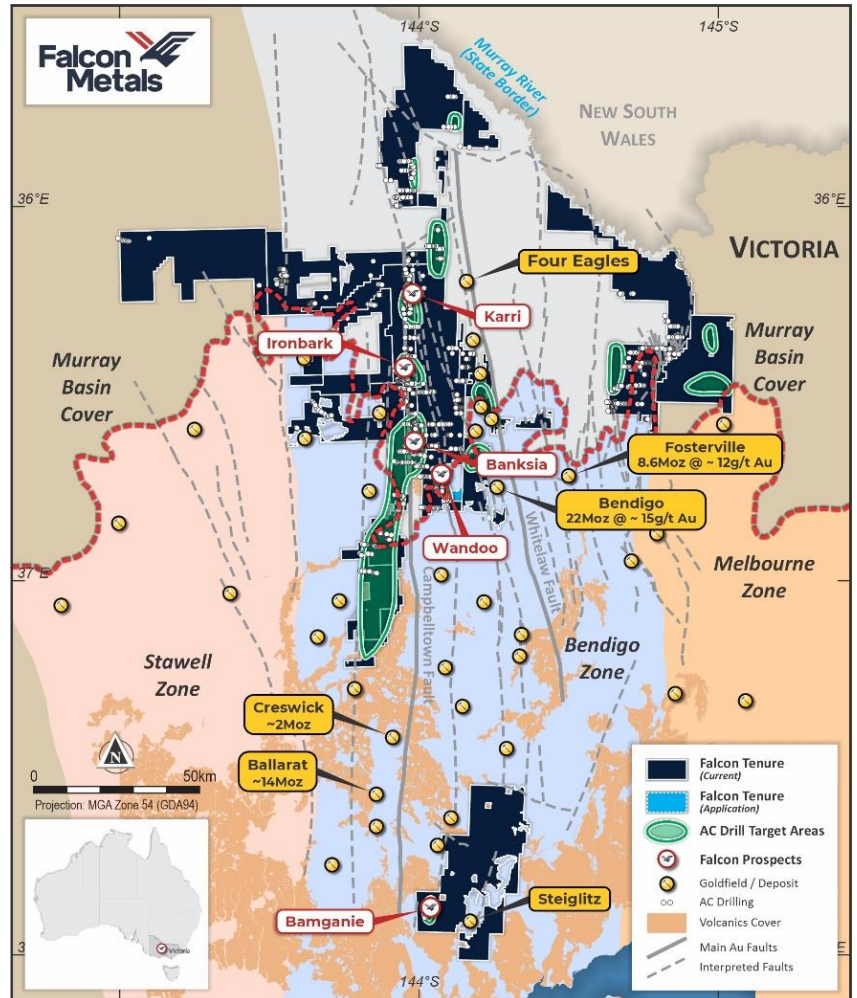 Falcon
Metals
144°S
145°S
Murray River
(State Border)
NEW SOUTH
WALES
36°E
36°E
VICTORIA
Four Eagles
Karri
Ironbark
Murray
Basin
Cover
Murray
Basin
Cover
Banksia
Fosterville
8.6Moz @ ~ 12g/t Au
Bendigo
22Moz @ ~ 15g/t Au
Wandoo
Whitelaw Fault
Campbelltown Fault
37°E
Melbourne
Zone
Stawell
Zone
Bendigo
Zone
Creswick
~2Moz
Ballarat
~14Moz
N
0
50km
Projection: MGA Zone 54 (GDA94)
Victoria
Bamganie
Steiglitz
144°S
Falcon Tenure
(Current)
Falcon Tenure
(Application)
AC Drill Target Areas
Falcon Prospects
Goldfield / Deposit
AC Drilling
Volcanics Cover
Main Au Faults
Interpreted Faults